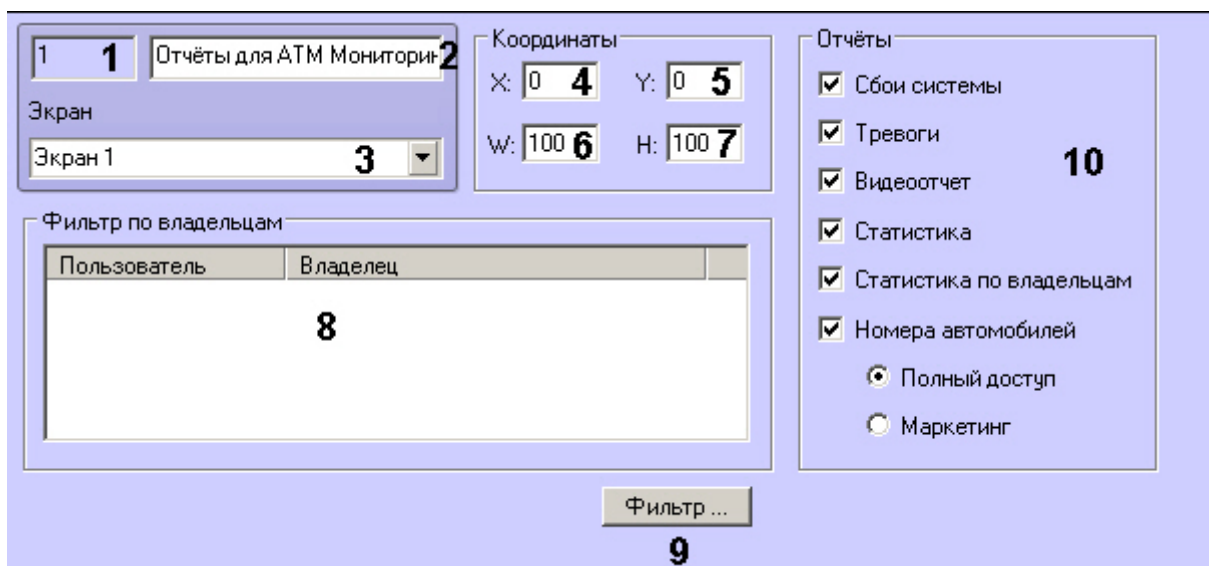 1 1
Отчёты для АТМ Мониторин 2
Экран
Экран 1 3
Координаты
X: 0 4 Y: 0 5
W: 100 6 H: 100 7
Фильтр по владельцам
Пользователь Владелец
8
Фильтр ...
9
Отчёты
Сбои системы
Тревоги
10
Видеоотчет
Статистика
Статистика по владельцам
Номера автомобилей
Полный доступ
Маркетинг